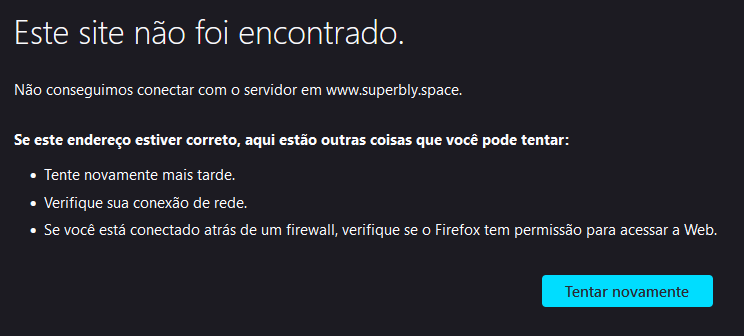 Este site não foi encontrado.
Não conseguimos conectar com o servidor em www.superbly.space.
Se este endereço estiver correto, aqui estão outras coisas que você pode tentar:
• Tente novamente mais tarde.
• Verifique sua conexão de rede.
• Se você está conectado atrás de um firewall, verifique se o Firefox tem permissão para acessar a Web.
Tentar novamente